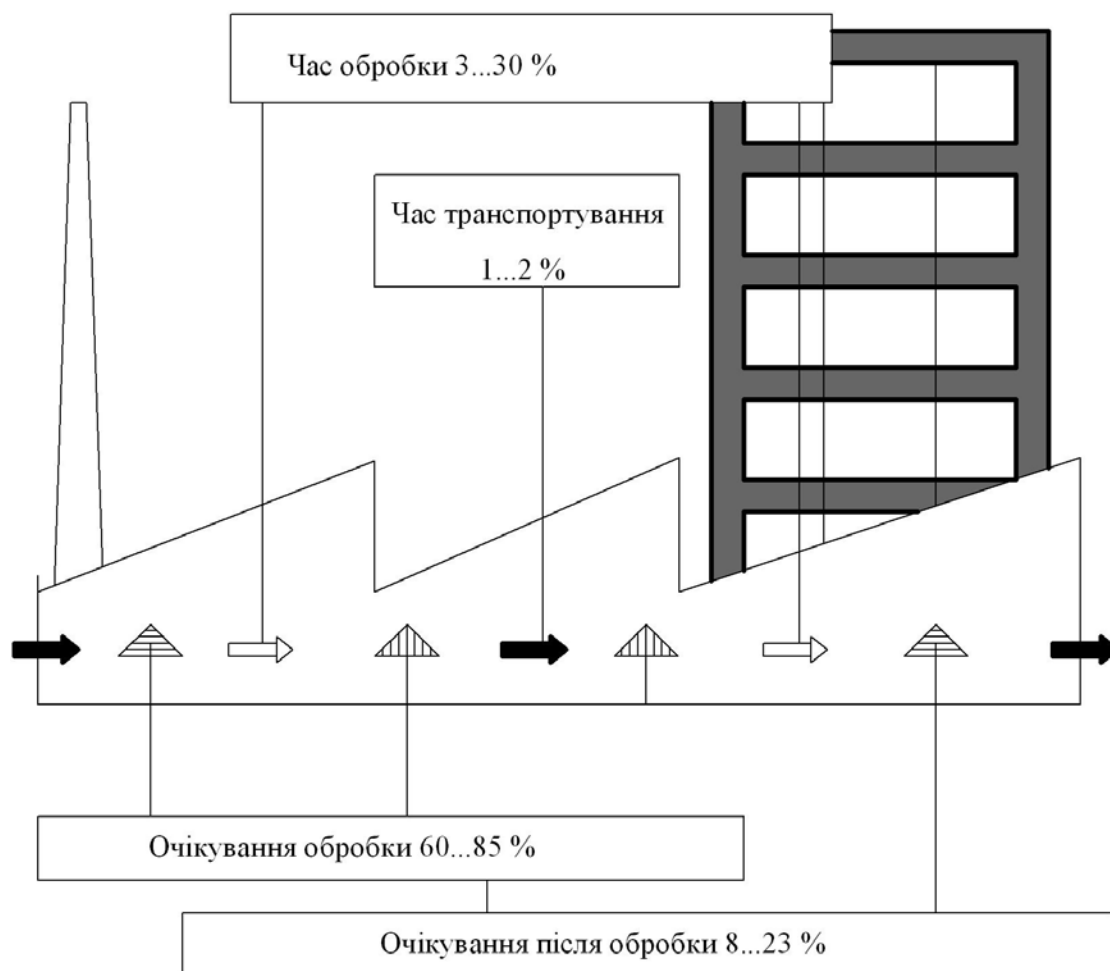 Час обробки 3...30 %
Час транспортування
1...2 %
Очікування обробки 60...85 %
Очікування після обробки 8...23 %